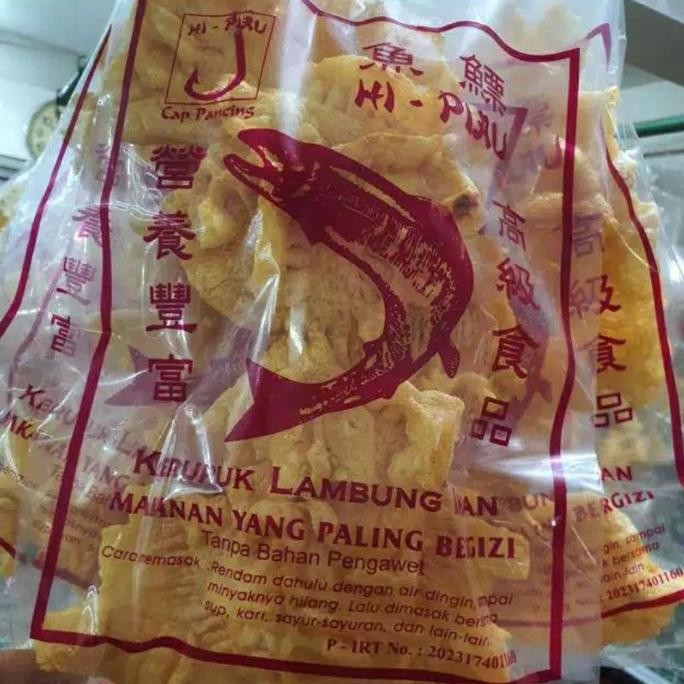 HI - PIAU
Cap Pancing
魚鰾
HI - PIAU
營養豐富
高級食品
KERUPUK LAMBUNG IKAN
MAKANAN YANG PALING BERGIZI
Tanpa Bahan Pengawet
Cara memasak : Rendam dahulu dengan air dingin, sampai
minyaknya hilang. Lalu dimasak bersama
sup, kari, sayur-sayuran, dan lain-lain.
P - IRT No. : 202317401160